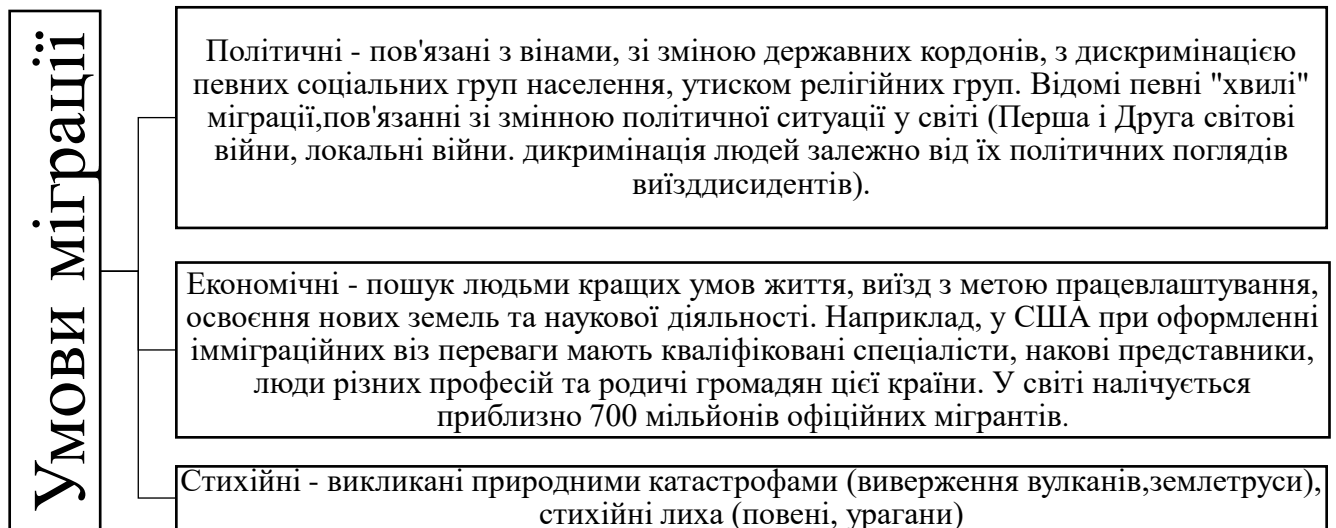 Умови міграції
Політичні - пов'язані з вінами, зі зміною державних кордонів, з дискримінацією
певних соціальних груп населення, утиском релігійних груп. Відомі певні "хвилі"
міграції,пов'язанні зі змінною політичної ситуації у світі (Перша і Друга світові
війни, локальні війни. дикримінація людей залежно від їх політичних поглядів
виїзддисидентів).
Економічні - пошук людьми кращих умов життя, виїзд з метою працевлаштування,
освоєння нових земель та наукової діяльності. Наприклад, у США при оформленні
імміграційних віз переваги мають кваліфіковані спеціалісти, накові представники,
люди різних професій та родичі громадян цієї країни. У світі налічується
приблизно 700 мільйонів офіційних мігрантів.
Стихійні - викликані природними катастрофами (виверження вулканів,землетруси),
стихійні лиха (повені, урагани)